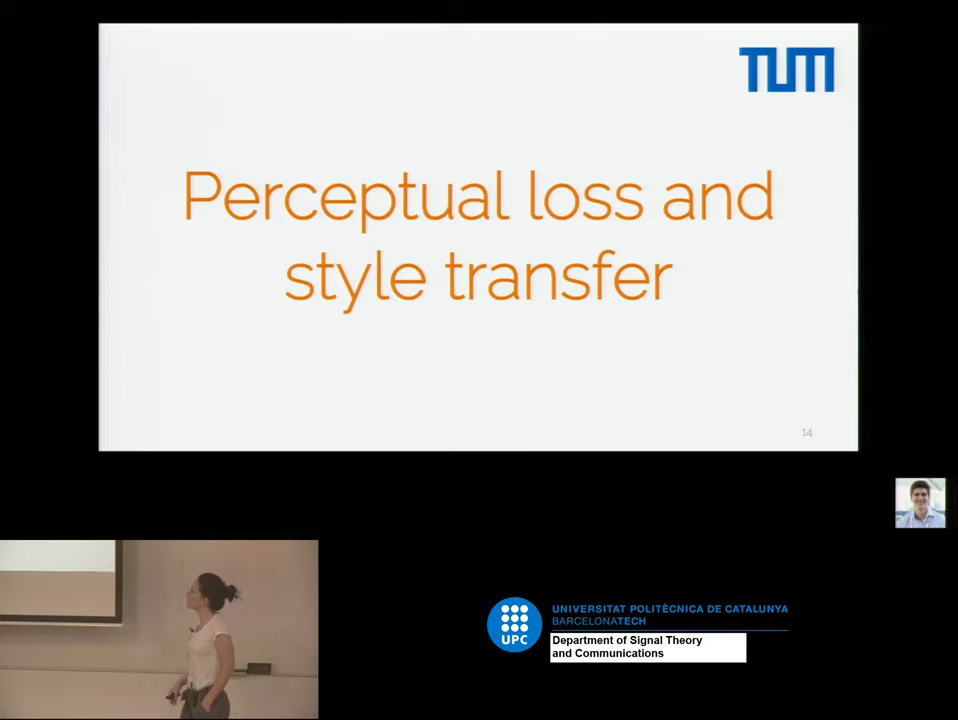 TUM
Perceptual loss and
style transfer
14
UPC
UNIVERSITAT POLITÈCNICA DE CATALUNYA
BARCELONATECH
Department of Signal Theory
and Communications